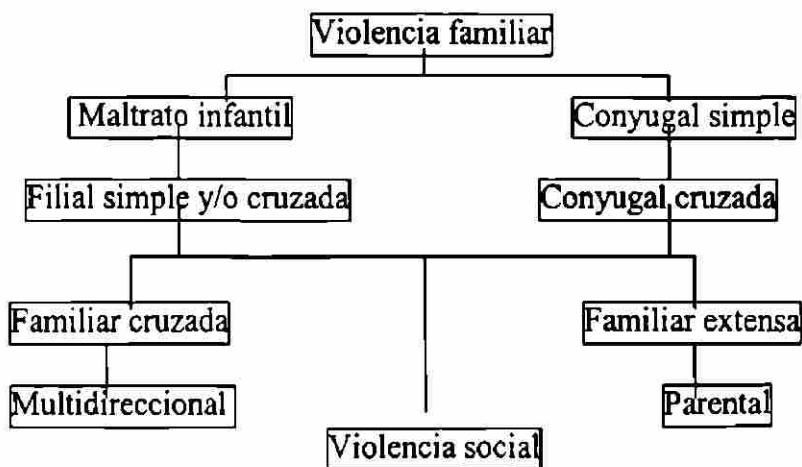 Violencia familiar
Maltrato infantil
Conyugal simple
Filial simple y/o cruzada
Conyugal cruzada
Familiar cruzada
Familiar extensa
Multidireccional
Parental
Violencia social